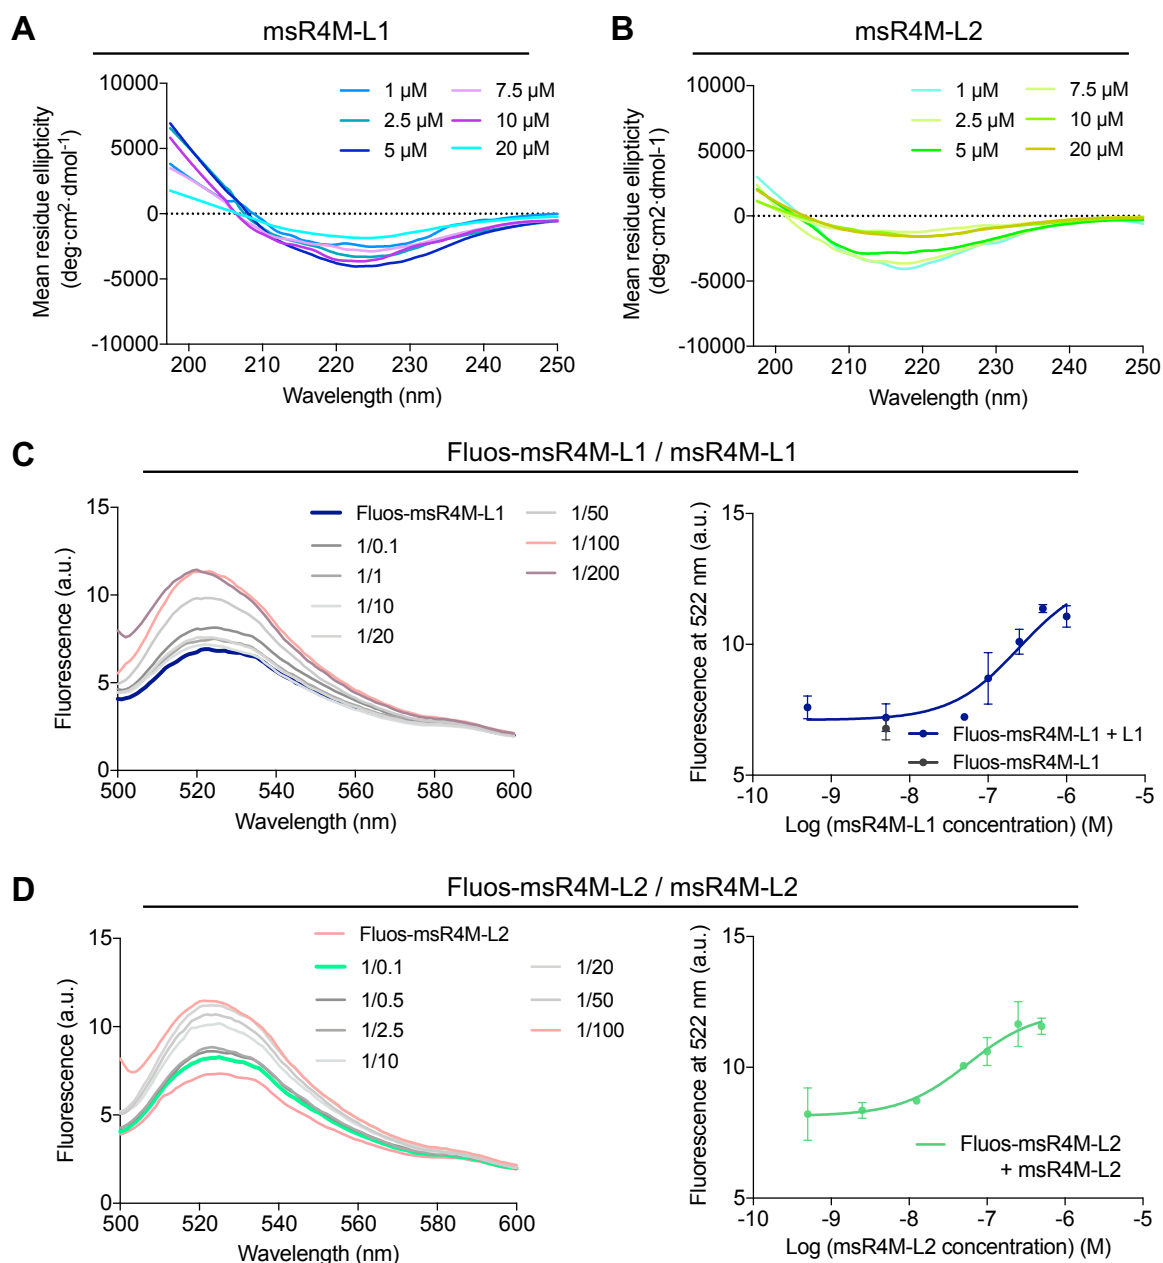 A
msR4M-L1
Mean residue ellipticity
(deg·cm²·dmol⁻¹)
10000
5000
0
-5000
-10000
1 µM
2.5 µM
5 µM
7.5 µM
10 µM
20 µM
200 210 220 230 240 250
Wavelength (nm)
B
msR4M-L2
Mean residue ellipticity
(deg·cm2·dmol-1)
10000
5000
0
-5000
-10000
1 µM
2.5 µM
5 µM
7.5 µM
10 µM
20 µM
200 210 220 230 240 250
Wavelength (nm)
C
Fluos-msR4M-L1 / msR4M-L1
Fluorescence (a.u.)
15
10
5
0
Fluos-msR4M-L1
1/0.1
1/1
1/10
1/20
1/50
1/100
1/200
500 520 540 560 580 600
Wavelength (nm)
Fluorescence at 522 nm (a.u.)
15
10
5
Fluos-msR4M-L1 + L1
Fluos-msR4M-L1
-10 -9 -8 -7 -6 -5
Log (msR4M-L1 concentration) (M)
D
Fluos-msR4M-L2 / msR4M-L2
Fluorescence (a.u.)
15
10
5
0
Fluos-msR4M-L2
1/0.1
1/0.5
1/2.5
1/10
1/20
1/50
1/100
500 520 540 560 580 600
Wavelength (nm)
Fluorescence at 522 nm (a.u.)
15
10
5
Fluos-msR4M-L2
+ msR4M-L2
-10 -9 -8 -7 -6 -5
Log (msR4M-L2 concentration) (M)